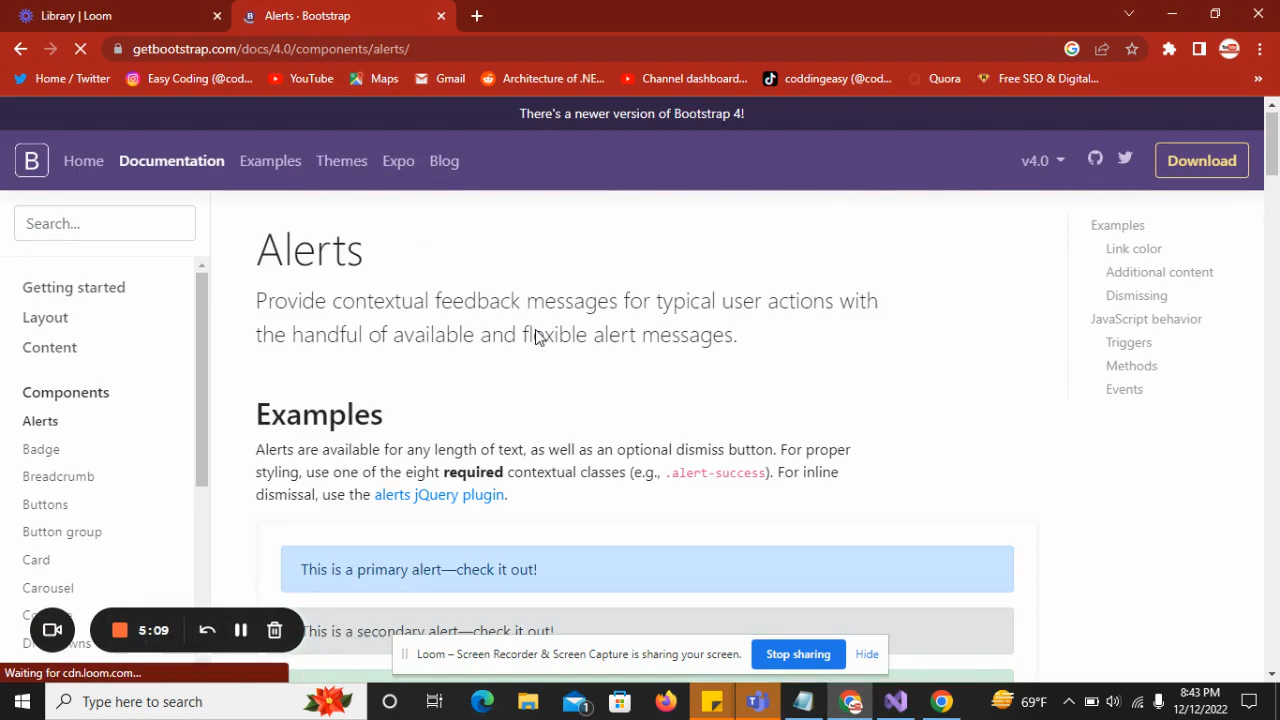 Library | Loom
B Alerts · Bootstrap
getbootstrap.com/docs/4.0/components/alerts/
Home / Twitter
Easy Coding (@cod...
YouTube
Maps
Gmail
Architecture of .NE...
Channel dashboard...
coddingeasy (@cod...
Quora
Free SEO & Digital...
»
There's a newer version of Bootstrap 4!
B Home Documentation Examples Themes Expo Blog v4.0 Download
Search...
Getting started
Layout
Content
Components
Alerts
Badge
Breadcrumb
Buttons
Button group
Card
Carousel
Alerts
Provide contextual feedback messages for typical user actions with
the handful of available and flexible alert messages.
Examples
Alerts are available for any length of text, as well as an optional dismiss button. For proper
styling, use one of the eight required contextual classes (e.g., .alert-success). For inline
dismissal, use the alerts jQuery plugin.
This is a primary alert—check it out!
This is a secondary alert—check it out!
Examples
Link color
Additional content
Dismissing
JavaScript behavior
Triggers
Methods
Events
5:09
Loom – Screen Recorder & Screen Capture is sharing your screen. Stop sharing Hide
Waiting for cdn.loom.com...
Type here to search
1
69°F
8:43 PM
12/12/2022